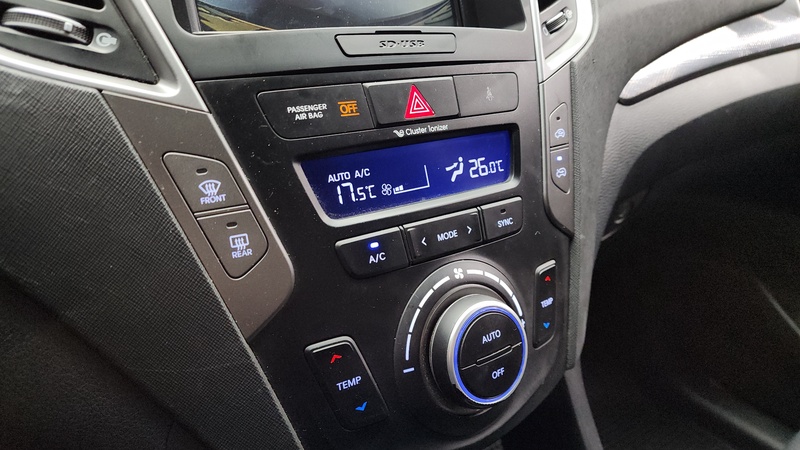 SD·USB
PASSENGER
AIR BAG OFF
Cluster Ionizer
AUTO A/C
17.5°C 26.0°C
FRONT
REAR
A/C
< MODE >
SYNC
TEMP
AUTO
OFF
TEMP